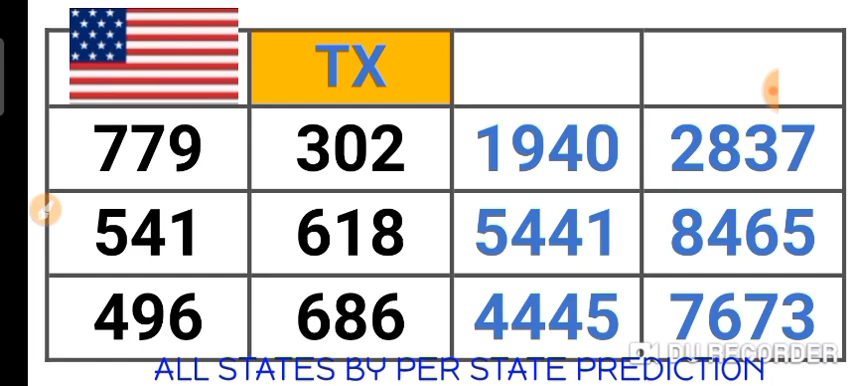 TX
779 302 1940 2837
541 618 5441 8465
496 686 4445 7673
DU RECORDER
ALL STATES BY PER STATE PREDICTION